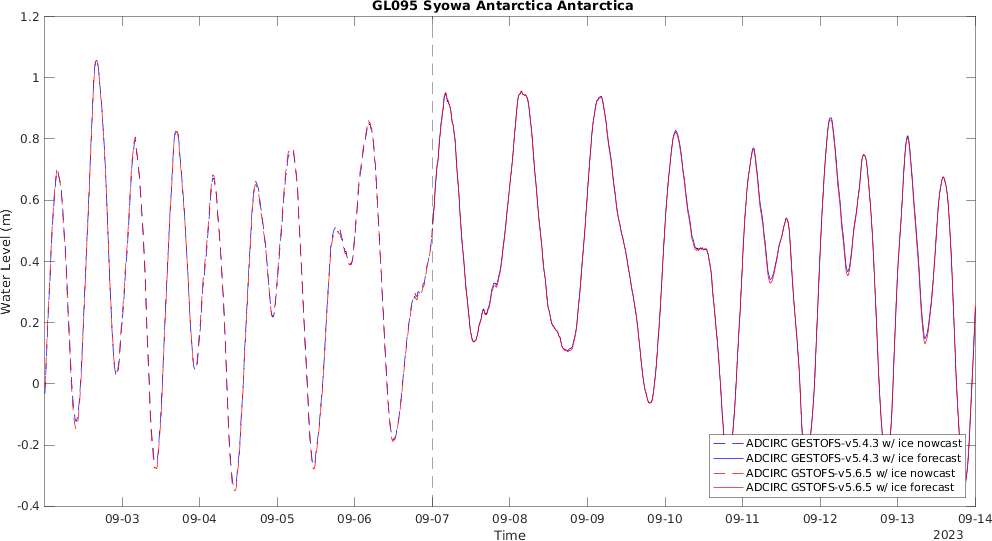 GL095 Syowa Antarctica Antarctica
1.2
1
0.8
0.6
0.4
0.2
0
-0.2
-0.4
Water Level (m)
ADCIRC GESTOFS-v5.4.3 w/ ice nowcast
ADCIRC GESTOFS-v5.4.3 w/ ice forecast
ADCIRC GSTOFS-v5.6.5 w/ ice nowcast
ADCIRC GSTOFS-v5.6.5 w/ ice forecast
09-03 09-04 09-05 09-06 09-07 09-08 09-09 09-10 09-11 09-12 09-13 09-14
Time
2023